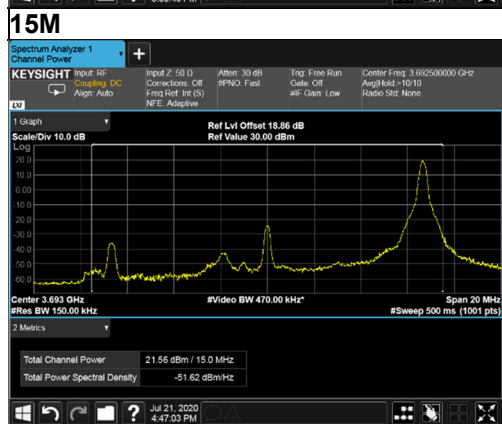 15M
Spectrum Analyzer 1
Channel Power
+
KEYSIGHT
Input: RF
Coupling: DC
Align: Auto
Input Z: 50 Ω
Corrections: Off
Freq Ref: Int (S)
NFE: Adaptive
Atten: 30 dB
#PNO: Fast
Trig: Free Run
Gate: Off
#IF Gain: Low
Center Freq: 3.692500000 GHz
Avg|Hold:>10/10
Radio Std: None
LXI
1 Graph
Scale/Div 10.0 dB
Ref Lvl Offset 18.86 dB
Ref Value 30.00 dBm
Log
20.0
10.0
0.00
-10.0
-20.0
-30.0
-40.0
-50.0
-60.0
Center 3.693 GHz
#Res BW 150.00 kHz
#Video BW 470.00 kHz*
Span 20 MHz
#Sweep 500 ms (1001 pts)
2 Metrics
Total Channel Power 21.56 dBm / 15.0 MHz
Total Power Spectral Density -51.62 dBm/Hz
?
Jul 21, 2020
4:47:03 PM